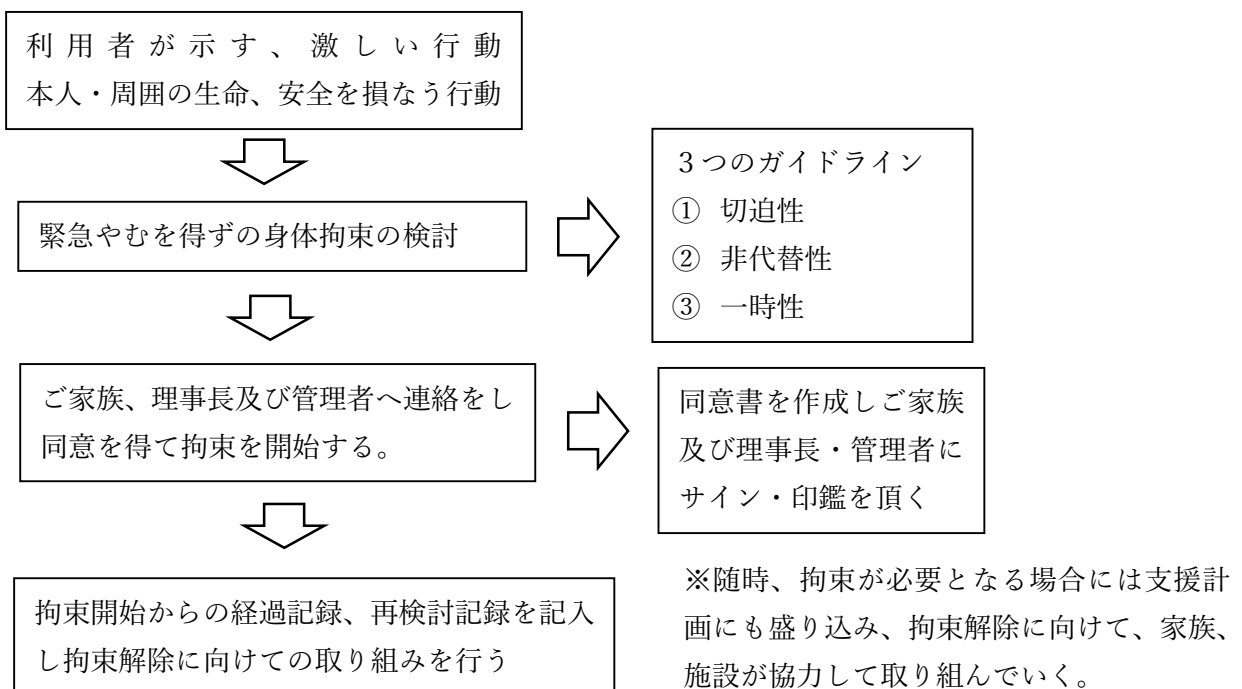 利用者が示す、激しい行動
本人・周囲の生命、安全を損なう行動
緊急やむを得ずの身体拘束の検討
３つのガイドライン
① 切迫性
② 非代替性
③ 一時性
ご家族、理事長及び管理者へ連絡をし
同意を得て拘束を開始する。
同意書を作成しご家族
及び理事長・管理者に
サイン・印鑑を頂く
拘束開始からの経過記録、再検討記録を記入
し拘束解除に向けての取り組みを行う
※随時、拘束が必要となる場合には支援計
画にも盛り込み、拘束解除に向けて、家族、
施設が協力して取り組んでいく。